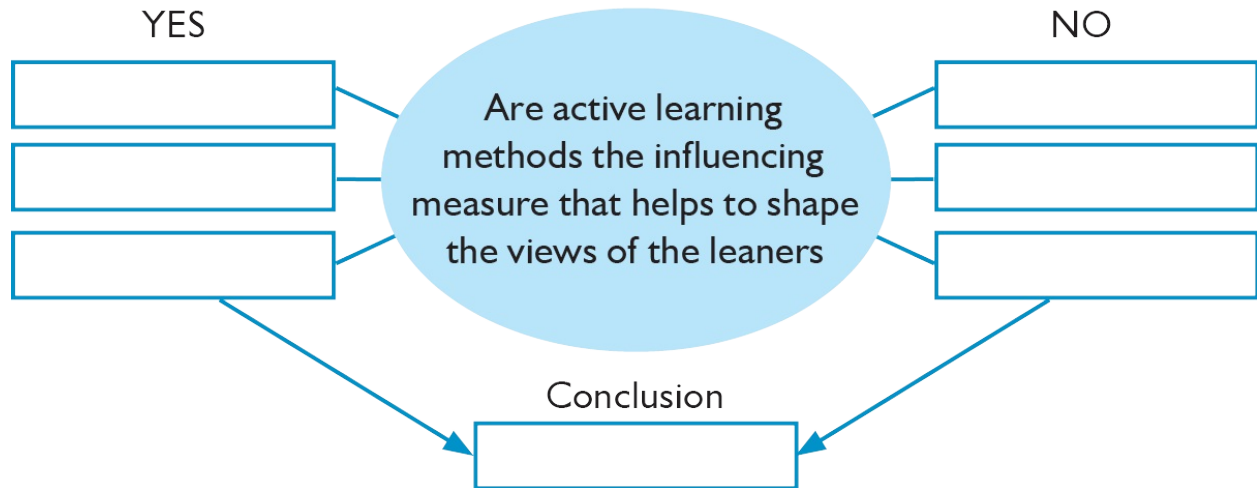 YES
NO
Are active learning
methods the influencing
measure that helps to shape
the views of the leaners
Conclusion